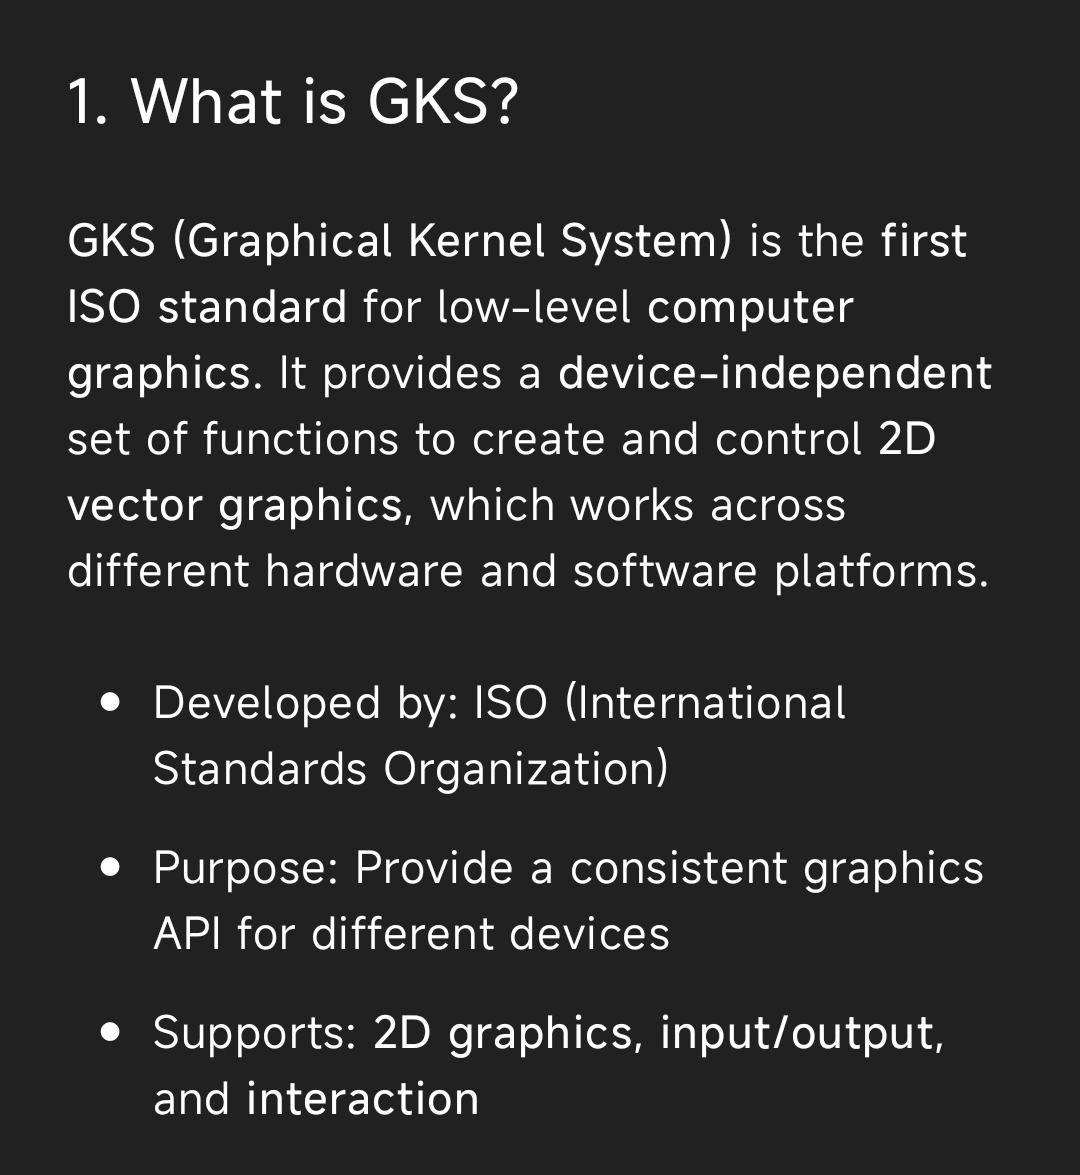 1. What is GKS?
GKS (Graphical Kernel System) is the first
ISO standard for low-level computer
graphics. It provides a device-independent
set of functions to create and control 2D
vector graphics, which works across
different hardware and software platforms.
• Developed by: ISO (International
Standards Organization)
• Purpose: Provide a consistent graphics
API for different devices
• Supports: 2D graphics, input/output,
and interaction